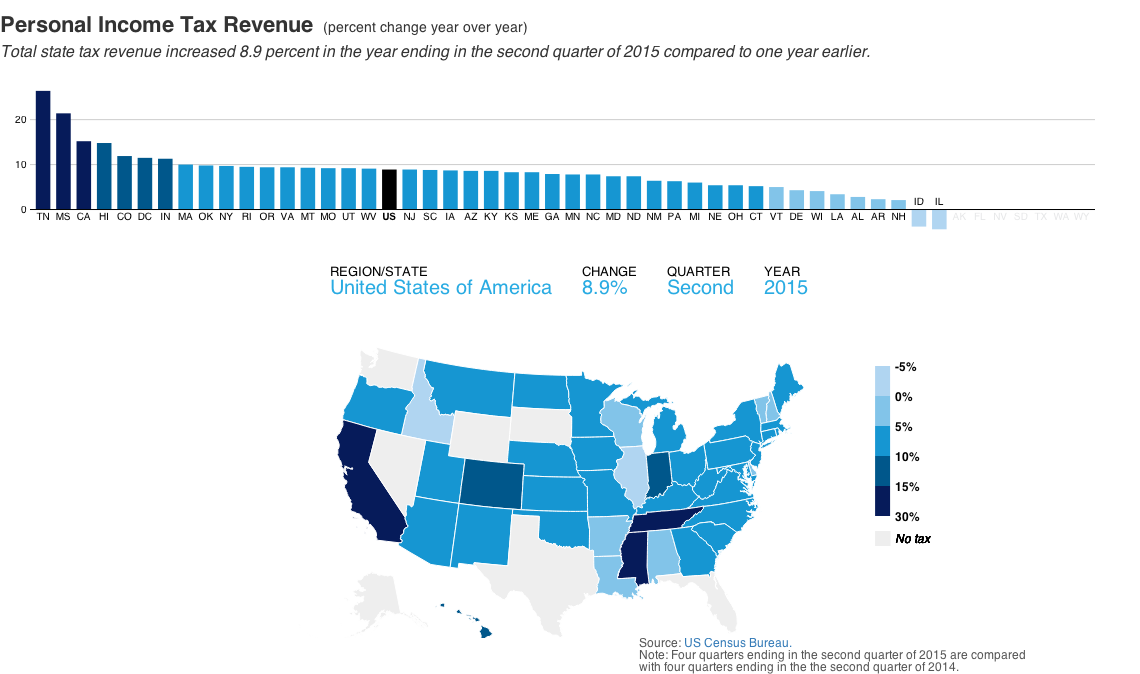 Personal Income Tax Revenue (percent change year over year)
Total state tax revenue increased 8.9 percent in the year ending in the second quarter of 2015 compared to one year earlier.
20
10
0
TN MS CA HI CO DC IN MA OK NY RI OR VA MT MO UT WV US NJ SC IA AZ KY KS ME GA MN NC MD ND NM PA MI NE OH CT VT DE WI LA AL AR NH ID IL AK FL NV SD TX WA WY
REGION/STATE CHANGE QUARTER YEAR
United States of America 8.9% Second 2015
-5%
0%
5%
10%
15%
30%
No tax
Source: US Census Bureau.
Note: Four quarters ending in the second quarter of 2015 are compared
with four quarters ending in the the second quarter of 2014.